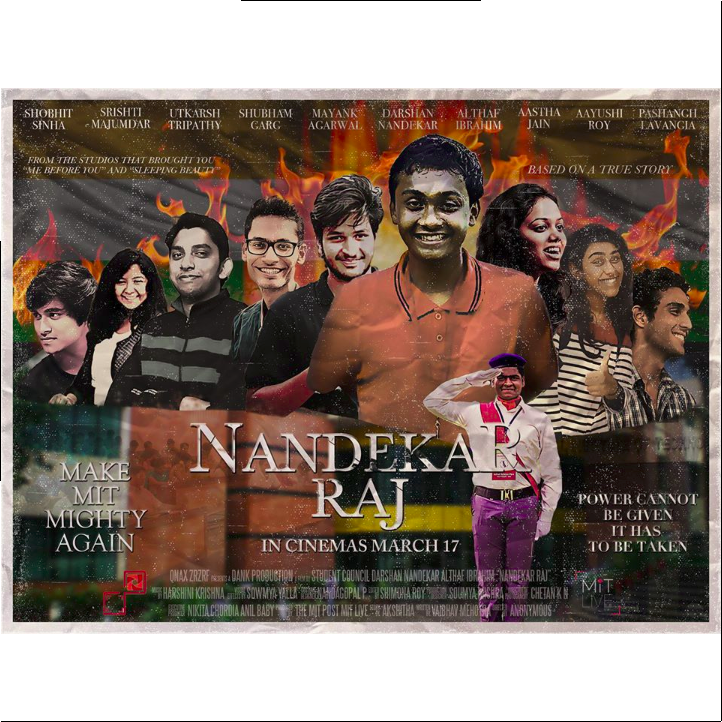 SHOBHIT SINHA
SRISHTI MAJUMDAR
UTKARSH TRIPATHY
SHUBHAM GARG
MAYANK AGARWAL
DARSHAN NANDEKAR
ALTHAF IBRAHIM
AASTHA JAIN
AAYUSHI ROY
PASHANGH LAVANGIA
FROM THE STUDIOS THAT BROUGHT YOU
"ME BEFORE YOU" AND "SLEEPING BEAUTY"
BASED ON A TRUE STORY
NANDEKAR
RAJ
MAKE
MIT
MIGHTY
AGAIN
IN CINEMAS MARCH 17
POWER CANNOT
BE GIVEN
IT HAS
TO BE TAKEN
QNAX ZRZRF A DANK PRODUCTION STUDENT COUNCIL DARSHAN NANDEKAR ALTHAF IBRAHIM "NANDEKAR RAJ"
HARSHINI KRISHNA SOWMYA YALLA NANDAGOPAL P SHIMONA ROY SOUMYA CHETAN K N
NIKITA CHORDIA ANIL BABY THE MIT POST MIT LIVE AKSHITHA VAIBHAV ANONYMOUS
MIT